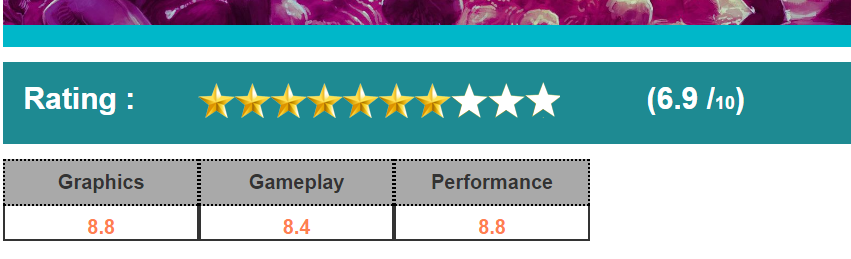 Rating : (6.9 /10)
Graphics Gameplay Performance
8.8 8.4 8.8